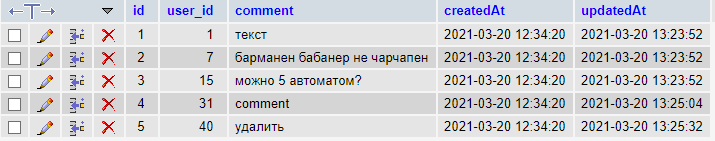 id user_id comment createdAt updatedAt
1 1 текст 2021-03-20 12:34:20 2021-03-20 13:23:52
2 7 барманен бабанер не чарчапен 2021-03-20 12:34:20 2021-03-20 13:23:52
3 15 можно 5 автоматом? 2021-03-20 12:34:20 2021-03-20 13:23:52
4 31 comment 2021-03-20 12:34:20 2021-03-20 13:25:04
5 40 удалить 2021-03-20 12:34:20 2021-03-20 13:25:32